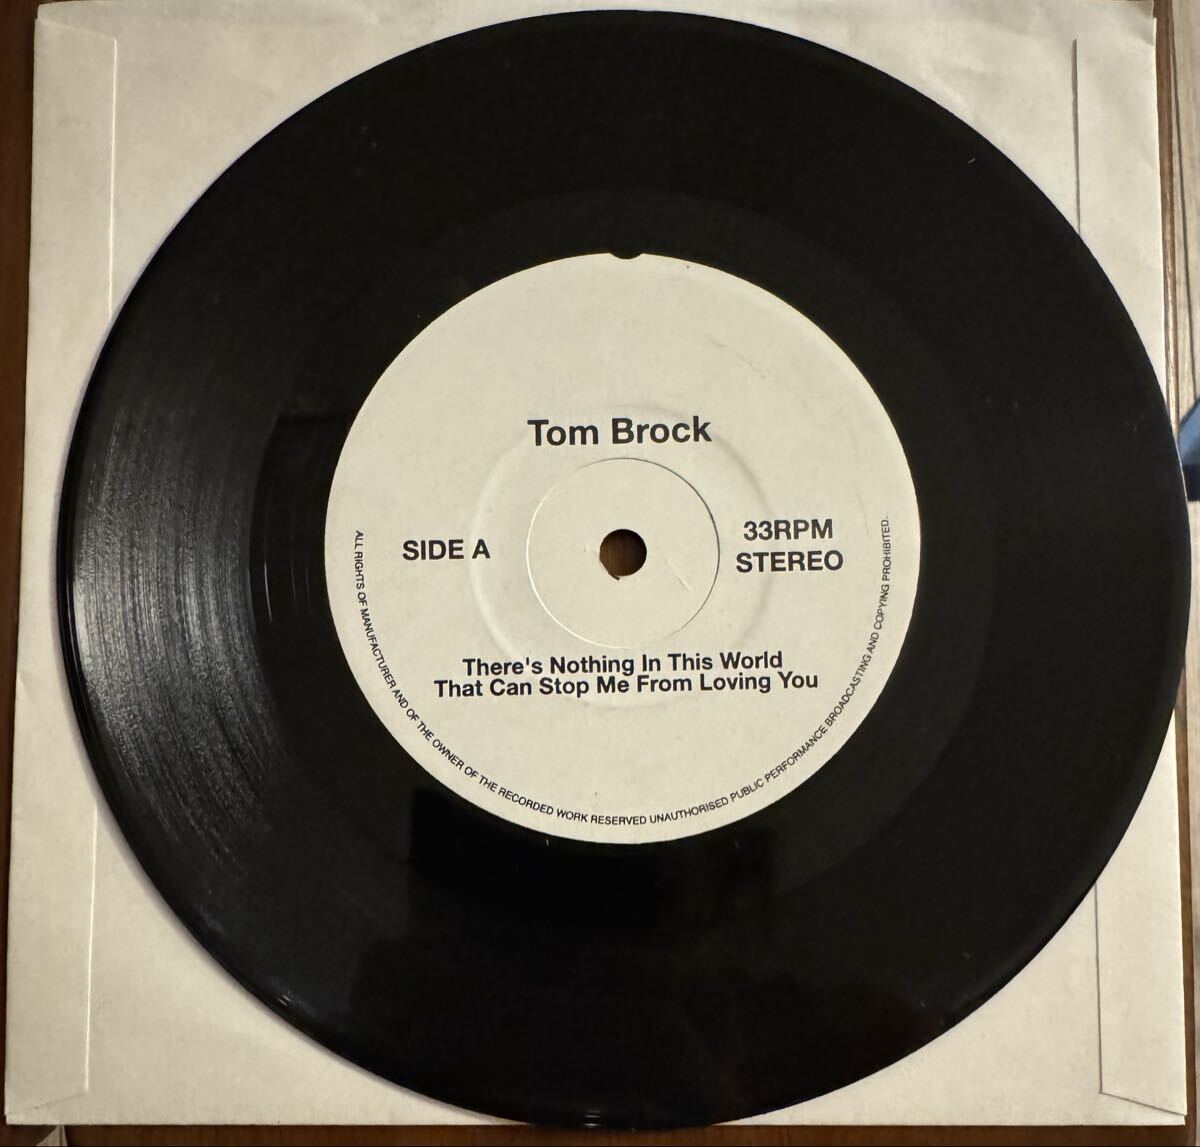 Tom Brock
SIDE A
33RPM
STEREO
There's Nothing In This World
That Can Stop Me From Loving You
ALL RIGHTS OF MANUFACTURER AND OF THE OWNER OF THE RECORDED WORK RESERVED UNAUTHORISED PUBLIC PERFORMANCE BROADCASTING AND COPYING PROHIBITED.